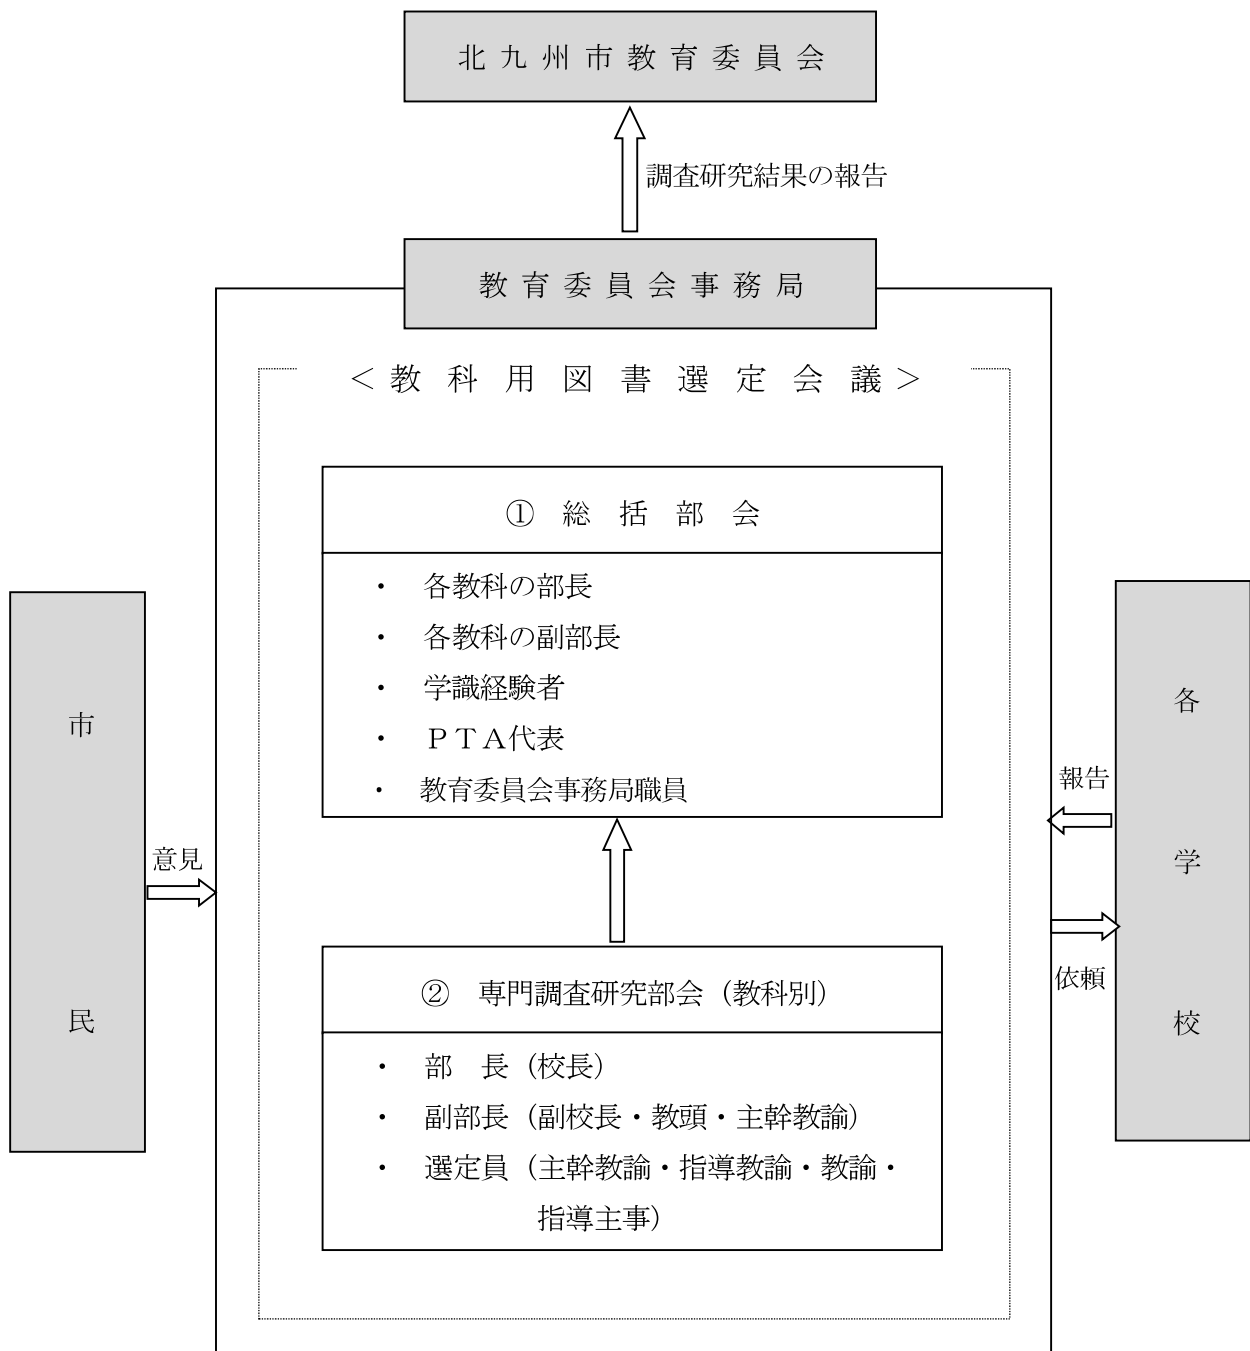 北九州市教育委員会
調査研究結果の報告
教育委員会事務局
＜教科用図書選定会議＞
①　総括部会
・　各教科の部長
・　各教科の副部長
・　学識経験者
・　ＰＴＡ代表
・　教育委員会事務局職員
市民
意見
報告
依頼
各学校
②　専門調査研究部会（教科別）
・　部　長（校長）
・　副部長（副校長・教頭・主幹教諭）
・　選定員（主幹教諭・指導教諭・教諭・
指導主事）